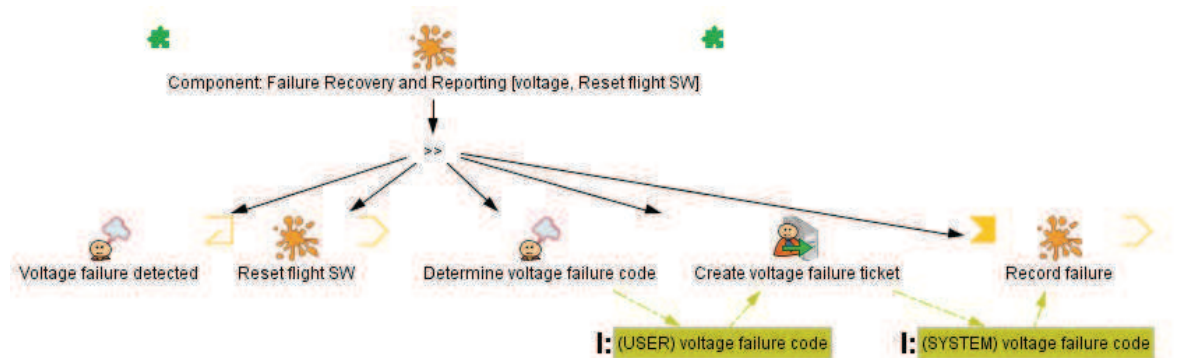 Component: Failure Recovery and Reporting [voltage, Reset flight SW]
>>
Voltage failure detected
Reset flight SW
Determine voltage failure code
Create voltage failure ticket
Record failure
I: (USER) voltage failure code
I: (SYSTEM) voltage failure code